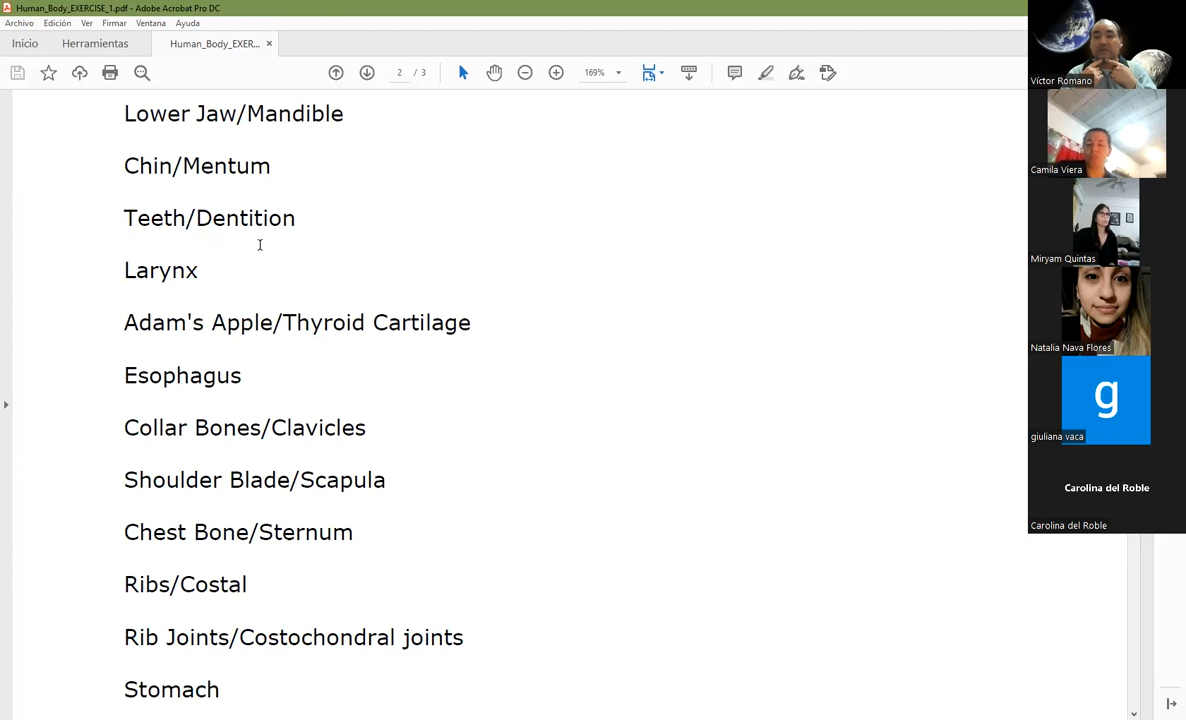 Human_Body_EXERCISE_1.pdf - Adobe Acrobat Pro DC
Archivo Edición Ver Firmar Ventana Ayuda
Inicio Herramientas Human_Body_EXER... ×
2 / 3 169%
Lower Jaw/Mandible
Chin/Mentum
Teeth/Dentition
Larynx
Adam's Apple/Thyroid Cartilage
Esophagus
Collar Bones/Clavicles
Shoulder Blade/Scapula
Chest Bone/Sternum
Ribs/Costal
Rib Joints/Costochondral joints
Stomach
Víctor Romano
Camila Viera
Miryam Quintas
Natalia Nava Flores
g
giuliana vaca
Carolina del Roble
Carolina del Roble